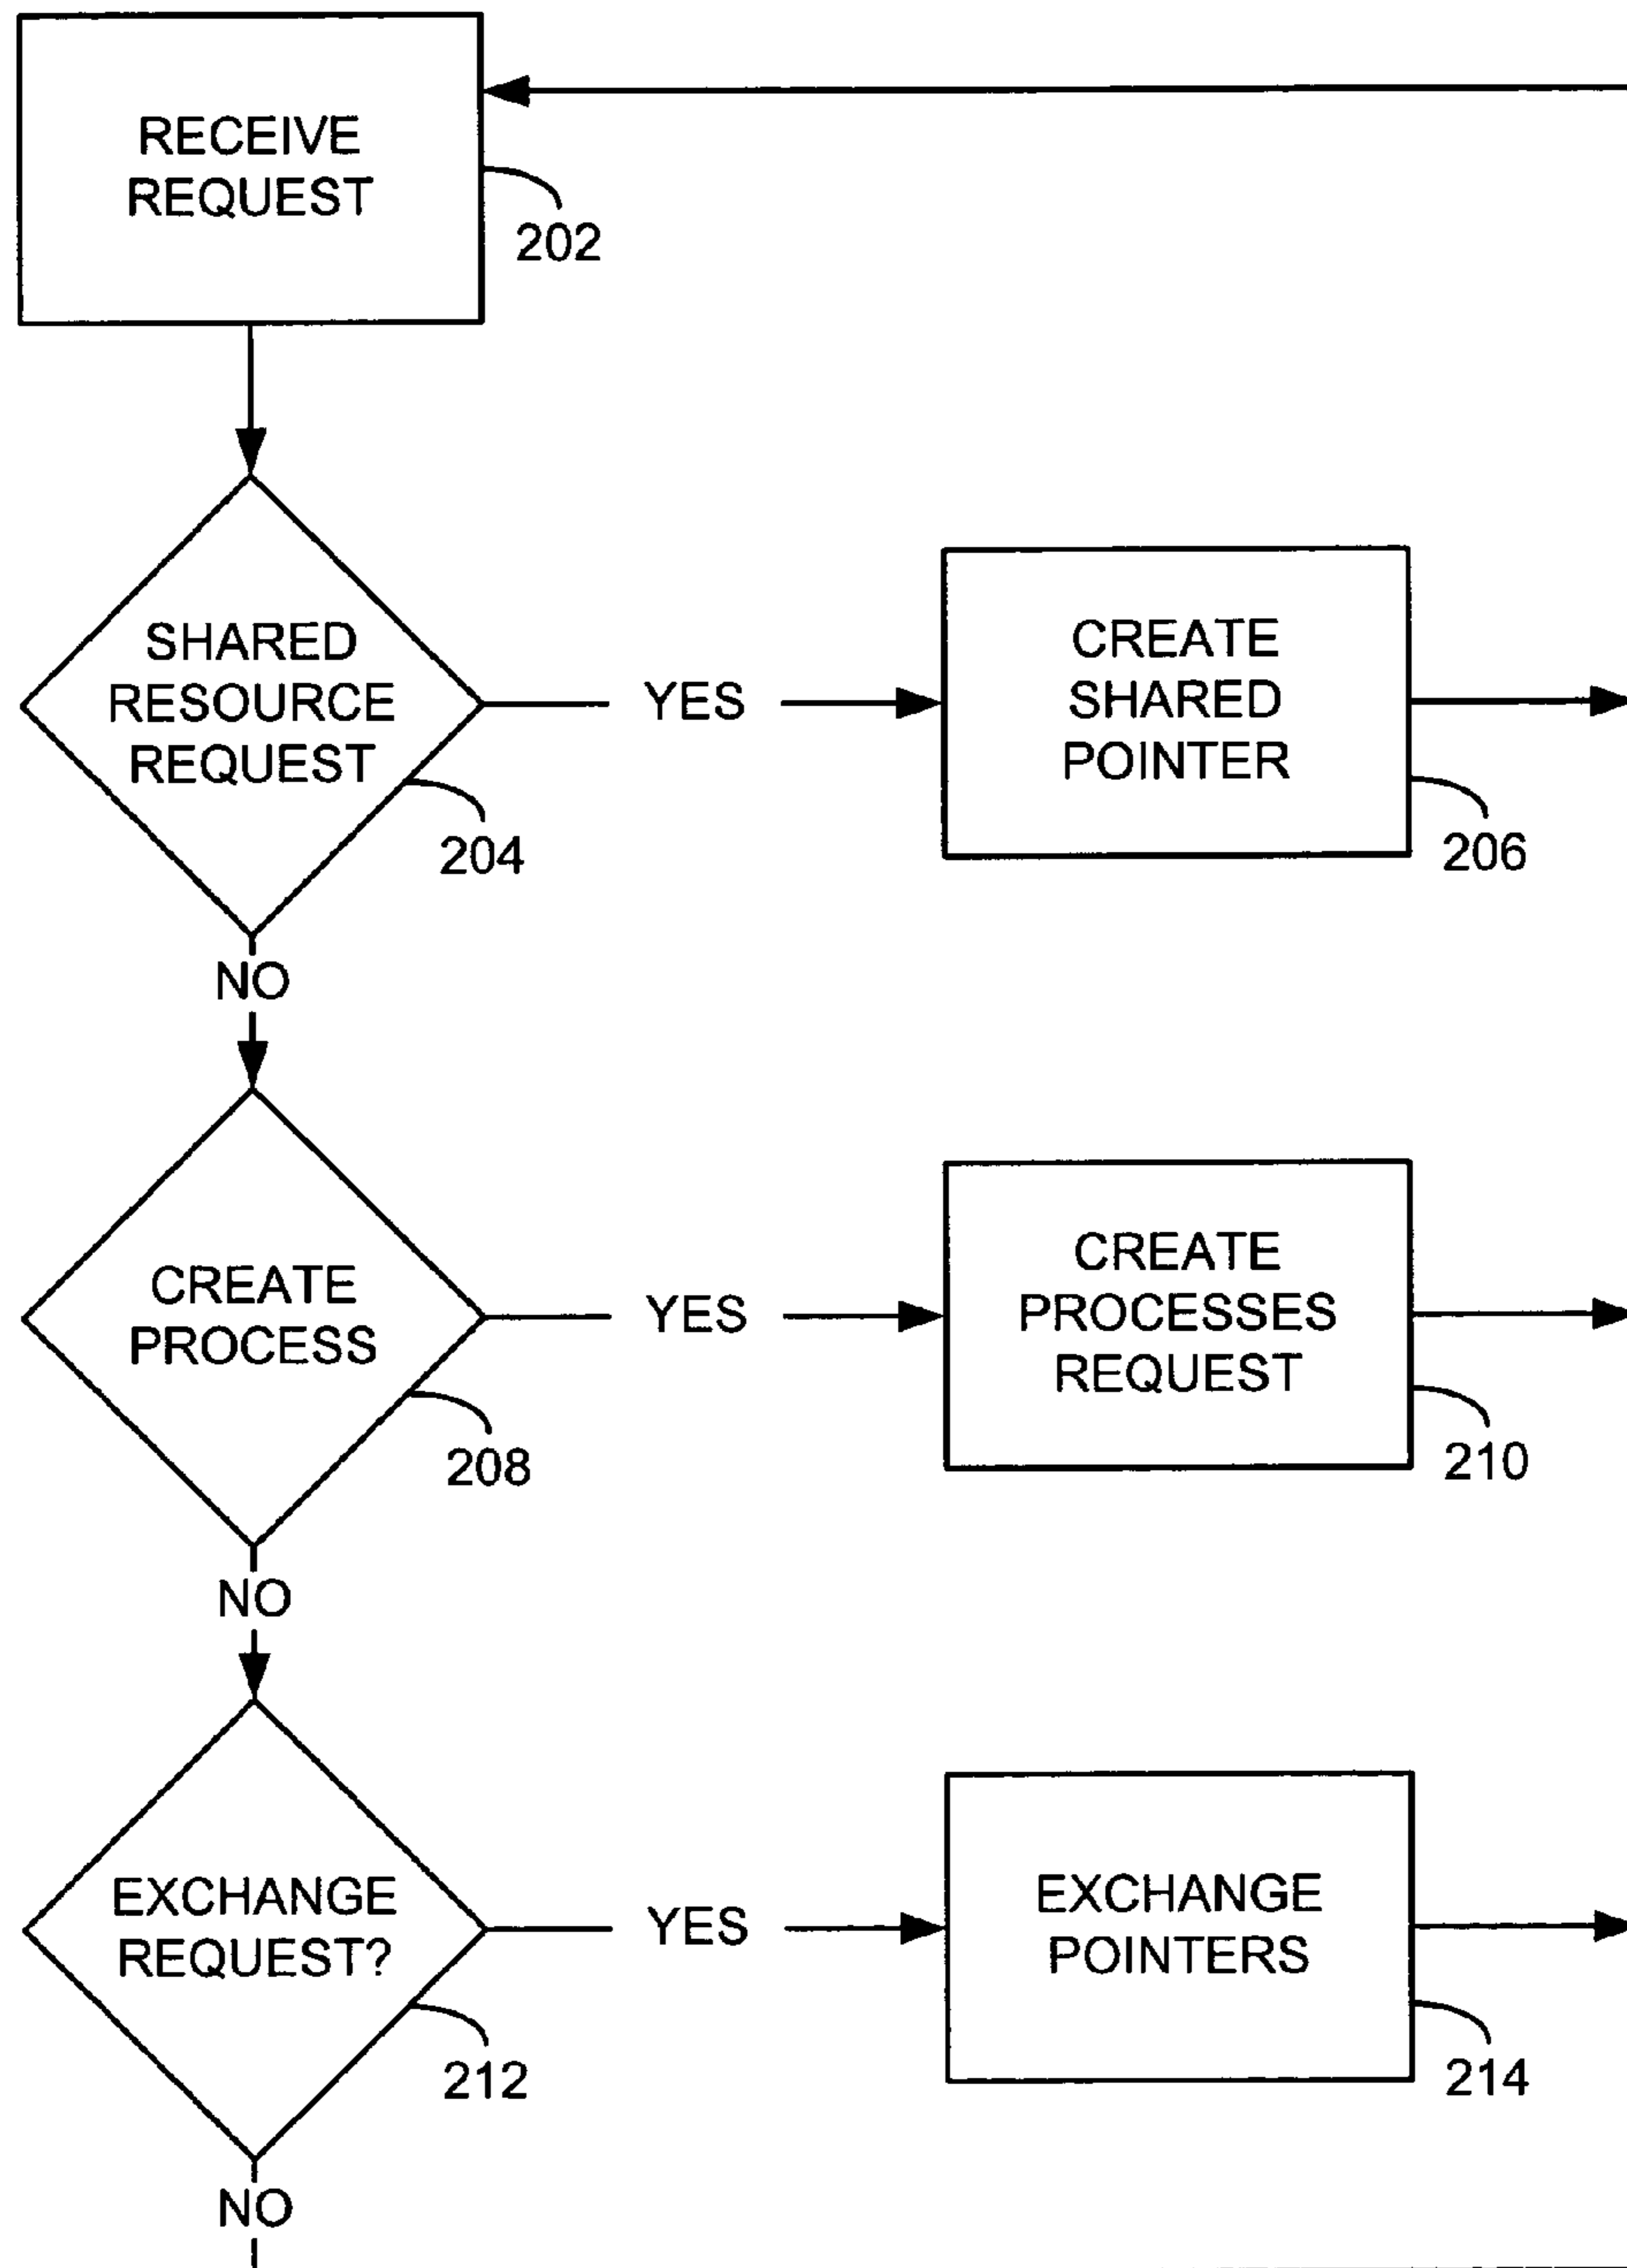 RECEIVE
REQUEST
202
SHARED
RESOURCE
REQUEST
204
YES
CREATE
SHARED
POINTER
206
NO
CREATE
PROCESS
208
YES
CREATE
PROCESSES
REQUEST
210
NO
EXCHANGE
REQUEST?
212
YES
EXCHANGE
POINTERS
214
NO